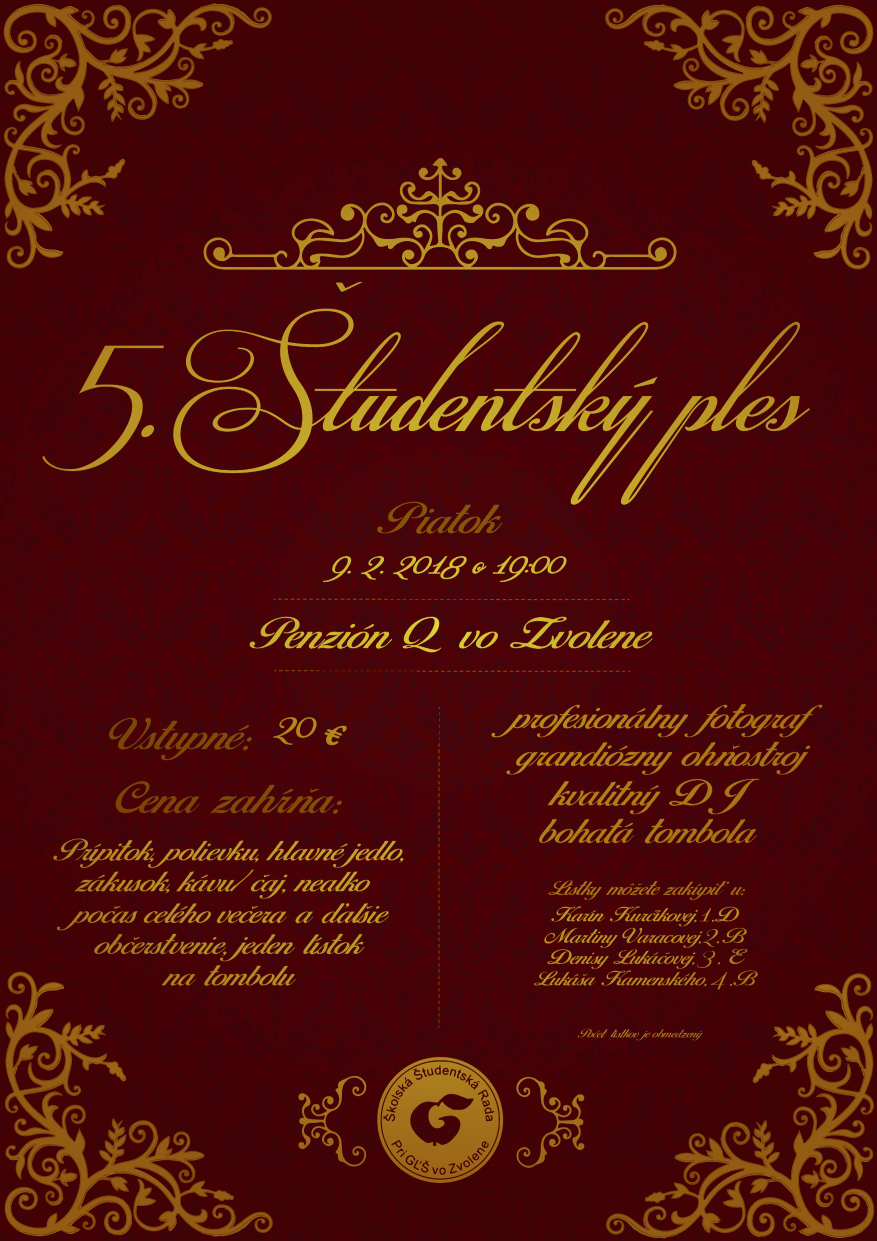 5. Študentský ples
Piatok
9. 2. 2018 o 19:00
Penzión Q vo Zvolene
Vstupné: 20 €
Cena zahŕňa:
Prípitok, polievku, hlavné jedlo,
zákusok, kávu/ čaj, nealko
počas celého večera a ďalšie
občerstvenie, jeden lístok
na tombolu
profesionálny fotograf
grandiózny ohňostroj
kvalitný DJ
bohatá tombola
Lístky môžete zakúpiť u:
Karin Kurčíkovej, 1.D
Martiny Varacovej, 2.B
Denisy Lukáčovej, 3. E
Lukáša Kamenského, 4.B
Počet lístkov je obmedzený
Školská Študentská Rada
Pri GĽŠ vo Zvolene